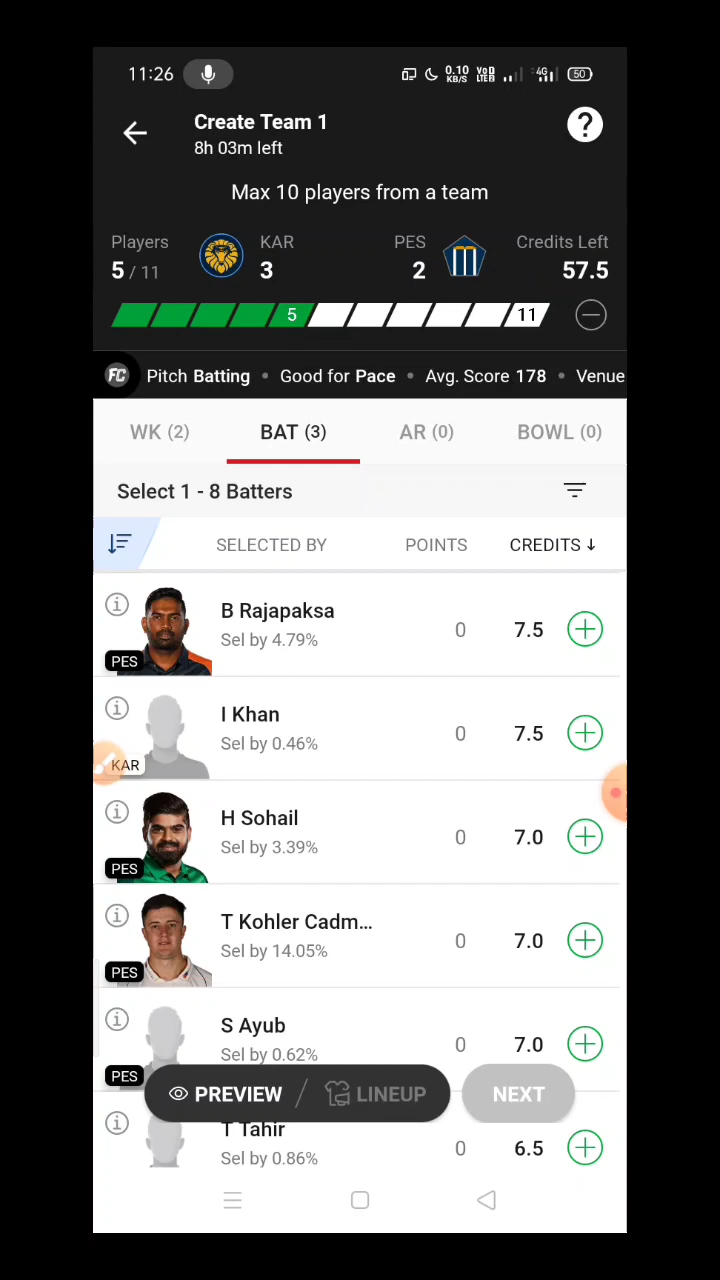 11:26
0.10 KB/S VoD LTE2 4G 50
Create Team 1
8h 03m left
?
Max 10 players from a team
Players KAR PES Credits Left
5 / 11 3 2 57.5
5 11
FC Pitch Batting • Good for Pace • Avg. Score 178 • Venue
WK (2) BAT (3) AR (0) BOWL (0)
Select 1 - 8 Batters
SELECTED BY POINTS CREDITS ↓
B Rajapaksa
Sel by 4.79%
0 7.5
PES
I Khan
Sel by 0.46%
0 7.5
KAR
H Sohail
Sel by 3.39%
0 7.0
PES
T Kohler Cadm...
Sel by 14.05%
0 7.0
PES
S Ayub
Sel by 0.62%
0 7.0
PES
PREVIEW / LINEUP NEXT
T Tahir
Sel by 0.86%
0 6.5